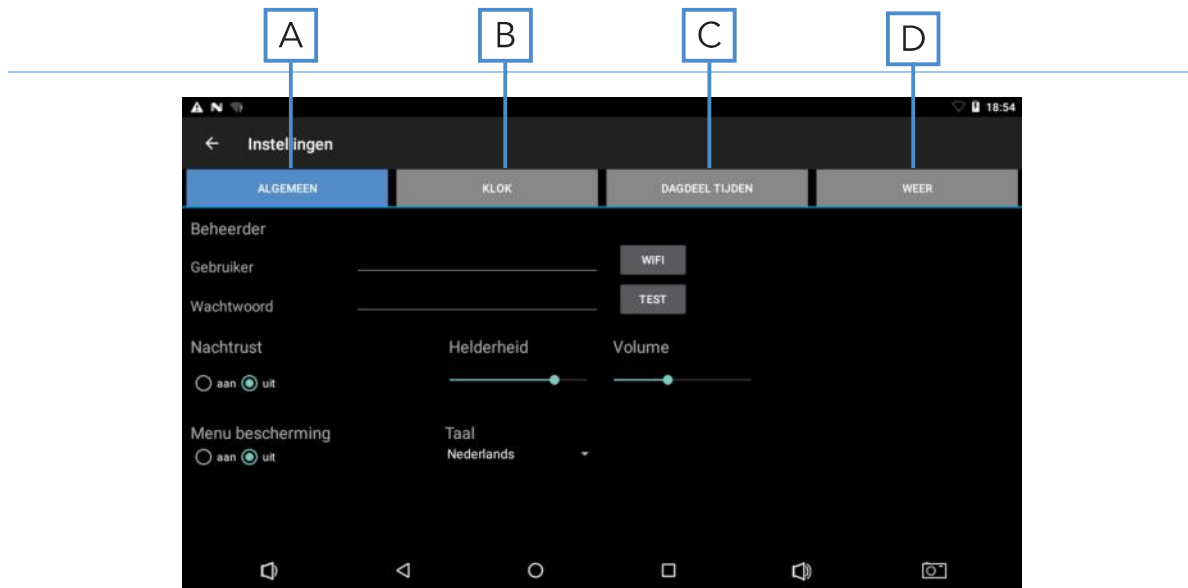 A B C D
18:54
Instellingen
ALGEMEEN KLOK DAGDEEL TIJDEN WEER
Beheerder
Gebruiker WIFI
Wachtwoord TEST
Nachtrust Helderheid Volume
aan uit
Menu bescherming Taal
aan uit Nederlands